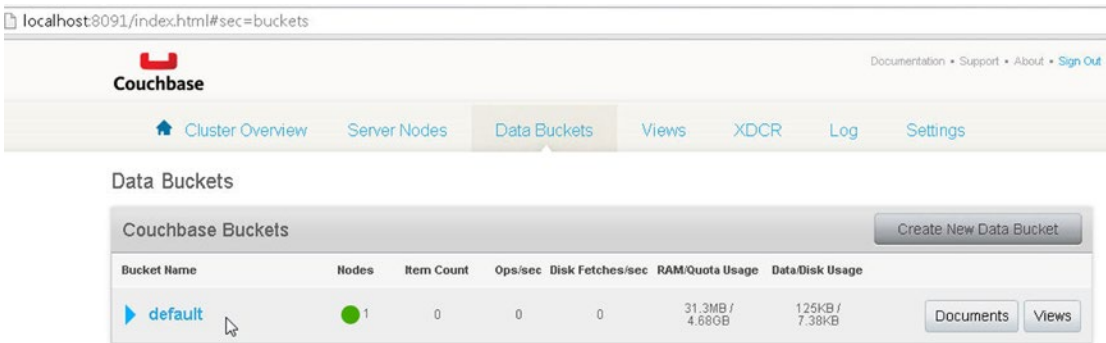 localhost:8091/index.html#sec=buckets
Couchbase
Documentation • Support • About • Sign Out
Cluster Overview Server Nodes Data Buckets Views XDCR Log Settings
Data Buckets
Couchbase Buckets Create New Data Bucket
Bucket Name Nodes Item Count Ops/sec Disk Fetches/sec RAM/Quota Usage Data/Disk Usage
default 1 0 0 0 31.3MB / 125KB / Documents Views
4.68GB 7.38KB